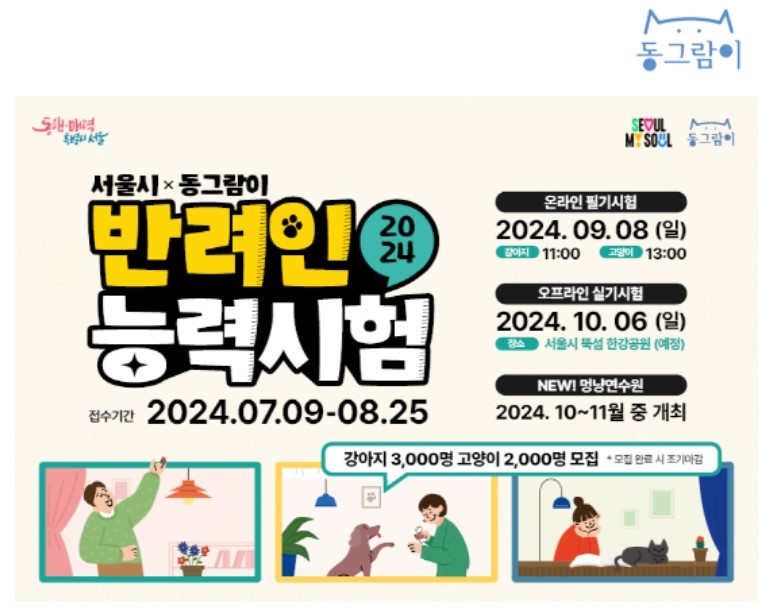 동그람이
동행·매력
특별시 서울
SEOUL
MY SOUL
동그람이
서울시 × 동그람이
반려인
2024
능력시험
접수기간 2024.07.09-08.25
온라인 필기시험
2024. 09. 08 (일)
강아지 11:00 고양이 13:00
오프라인 실기시험
2024. 10. 06 (일)
장소 서울시 뚝섬 한강공원 (예정)
NEW! 멍냥연수원
2024. 10~11월 중 개최
강아지 3,000명 고양이 2,000명 모집 * 모집 완료 시 조기마감